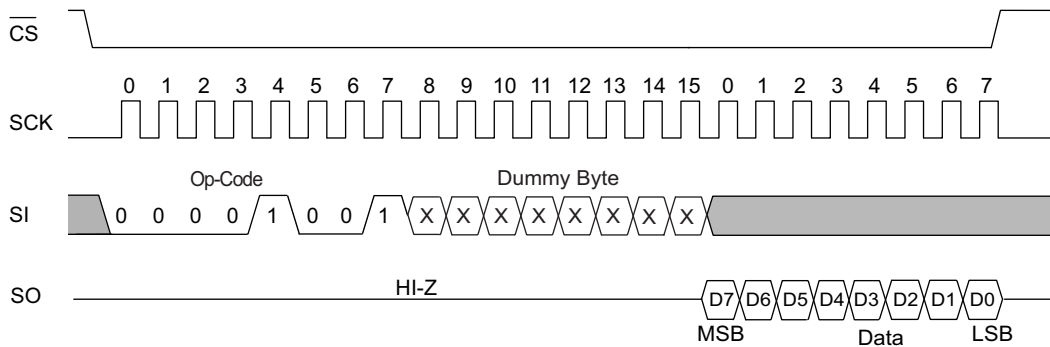 CS
0 1 2 3 4 5 6 7 8 9 10 11 12 13 14 15 0 1 2 3 4 5 6 7
SCK
Op-Code Dummy Byte
SI 0 0 0 0 1 0 0 1 X X X X X X X X
HI-Z
SO D7 D6 D5 D4 D3 D2 D1 D0
MSB Data LSB